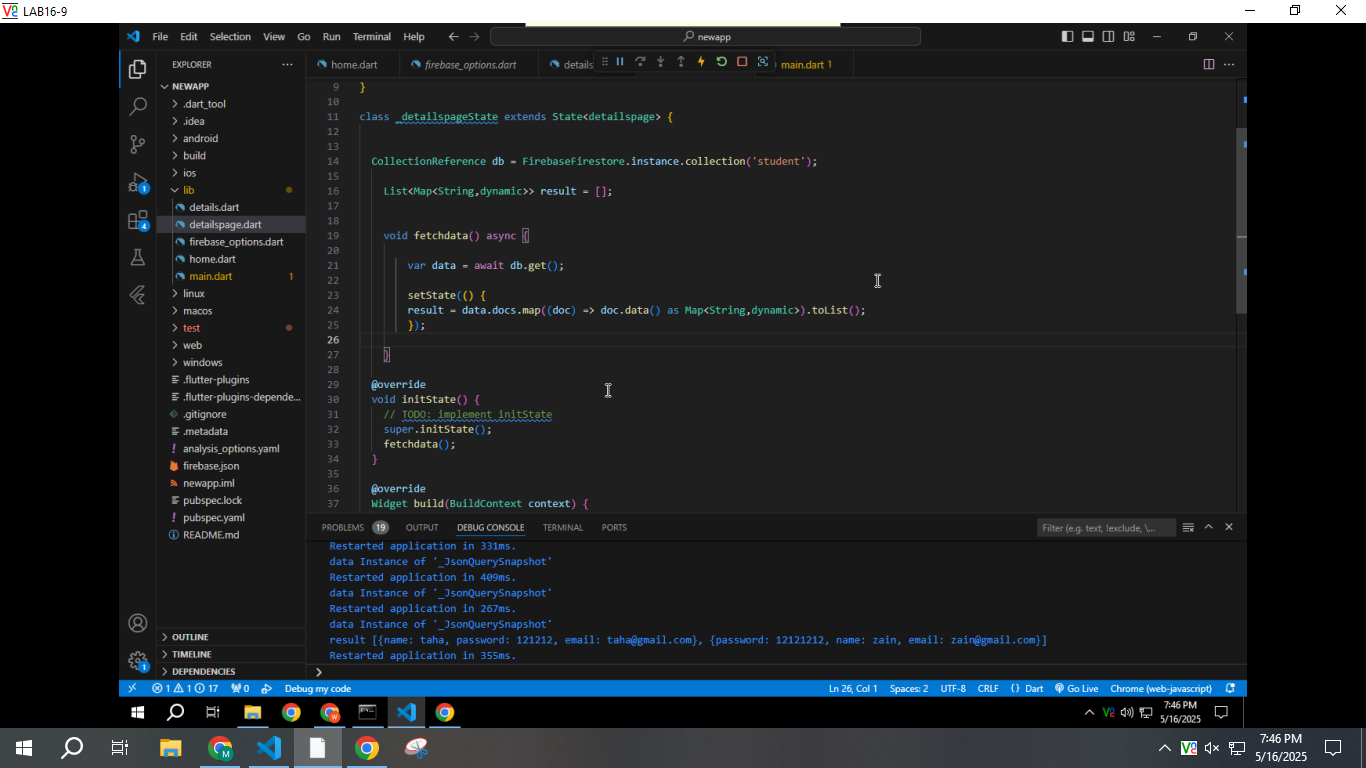 LAB16-9
File Edit Selection View Go Run Terminal Help
newapp
EXPLORER
home.dart firebase_options.dart details main.dart 1
NEWAPP
.dart_tool
.idea
android
build
ios
lib
details.dart
detailspage.dart
firebase_options.dart
home.dart
main.dart 1
linux
macos
test
web
windows
.flutter-plugins
.flutter-plugins-depende...
.gitignore
.metadata
analysis_options.yaml
firebase.json
newapp.iml
pubspec.lock
pubspec.yaml
README.md
OUTLINE
TIMELINE
DEPENDENCIES
9 }
10
11 class _detailspageState extends State<detailspage> {
12
13
14 CollectionReference db = FirebaseFirestore.instance.collection('student');
15
16 List<Map<String,dynamic>> result = [];
17
18
19 void fetchdata() async {
20
21 var data = await db.get();
22
23 setState(() {
24 result = data.docs.map((doc) => doc.data() as Map<String,dynamic>).toList();
25 });
26
27 }
28
29 @override
30 void initState() {
31 // TODO: implement initState
32 super.initState();
33 fetchdata();
34 }
35
36 @override
37 Widget build(BuildContext context) {
PROBLEMS 19 OUTPUT DEBUG CONSOLE TERMINAL PORTS
Filter (e.g. text, !exclude, \...
Restarted application in 331ms.
data Instance of '_JsonQuerySnapshot'
Restarted application in 409ms.
data Instance of '_JsonQuerySnapshot'
Restarted application in 267ms.
data Instance of '_JsonQuerySnapshot'
result [{name: taha, password: 121212, email: taha@gmail.com}, {password: 12121212, name: zain, email: zain@gmail.com}]
Restarted application in 355ms.
1 1 17 0 Debug my code Ln 26, Col 1 Spaces: 2 UTF-8 CRLF {} Dart Go Live Chrome (web-javascript)
7:46 PM
5/16/2025
7:46 PM
5/16/2025